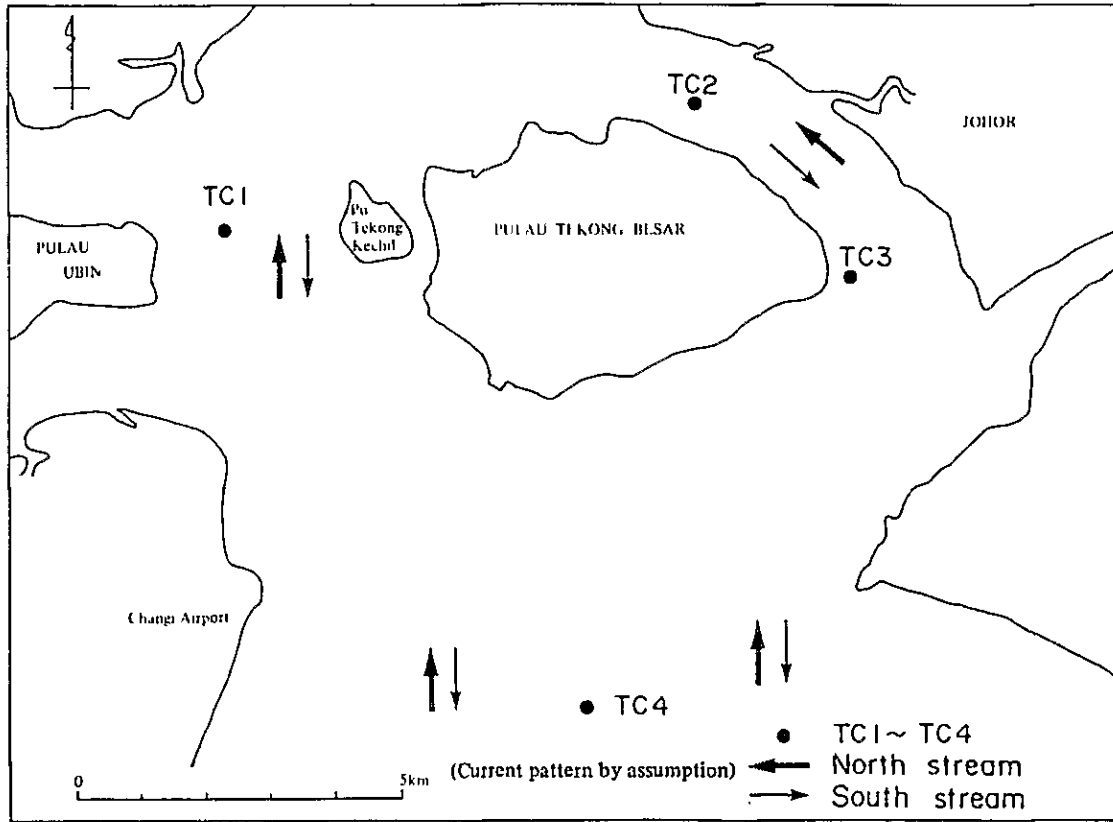 TC2
JOHOR
TC1
Pu
Tekong
Kechil
PULAU TEKONG BESAR
PULAU
UBIN
TC3
Changi Airport
TC4
TC1~TC4
(Current pattern by assumption)
North stream
South stream
0
5km